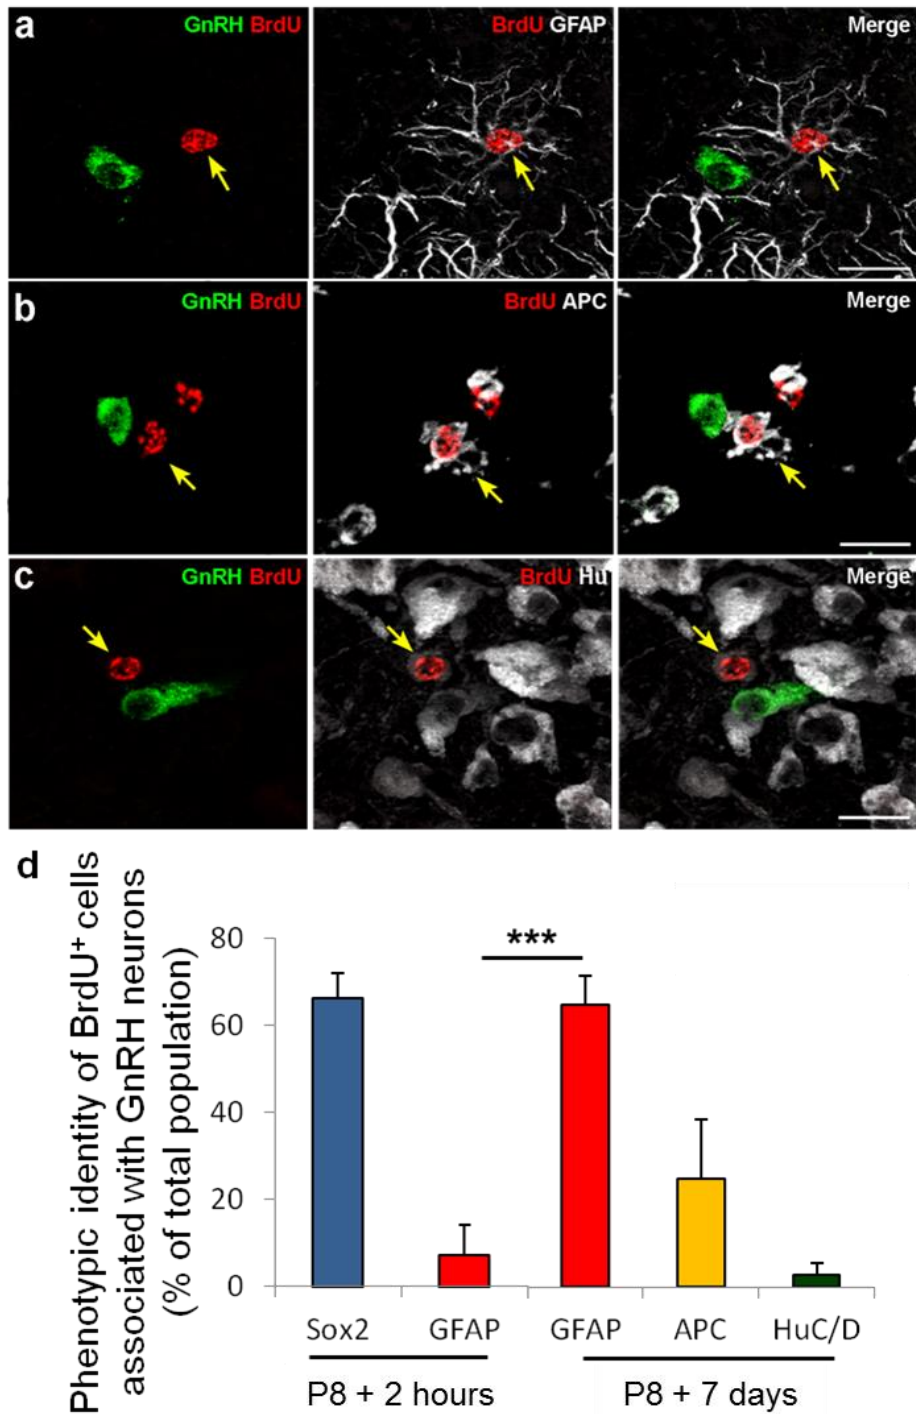 a
GnRH BrdU
BrdU GFAP
Merge
b
GnRH BrdU
BrdU APC
Merge
c
GnRH BrdU
BrdU Hu
Merge
d
Phenotypic identity of BrdU⁺ cells
associated with GnRH neurons
(% of total population)
80
60
40
20
0
***
Sox2 GFAP GFAP APC HuC/D
P8 + 2 hours P8 + 7 days